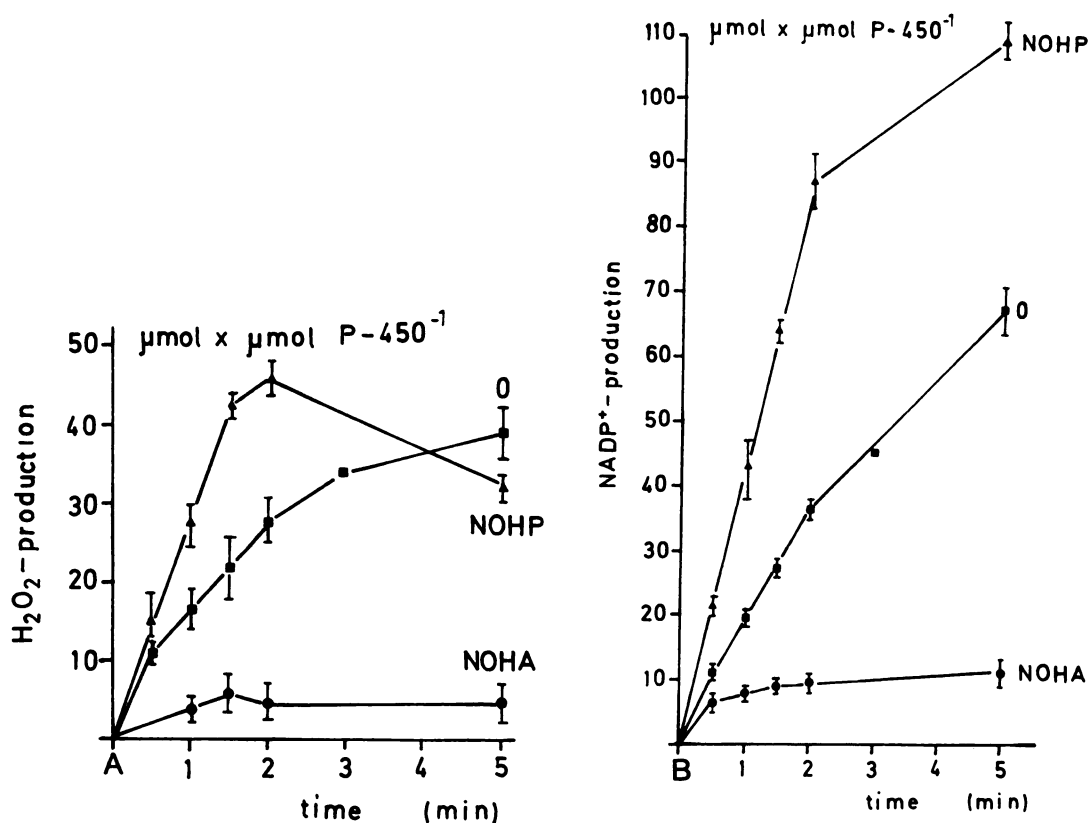 μmol x μmol P-450⁻¹
H₂O₂-production
50
40
30
20
10
O
NOHP
NOHA
A
1
2
3
4
5
time (min)
μmol x μmol P-450⁻¹
NADP⁺-production
110
100
90
80
70
60
50
40
30
20
10
NOHP
O
NOHA
B
1
2
3
4
5
time (min)